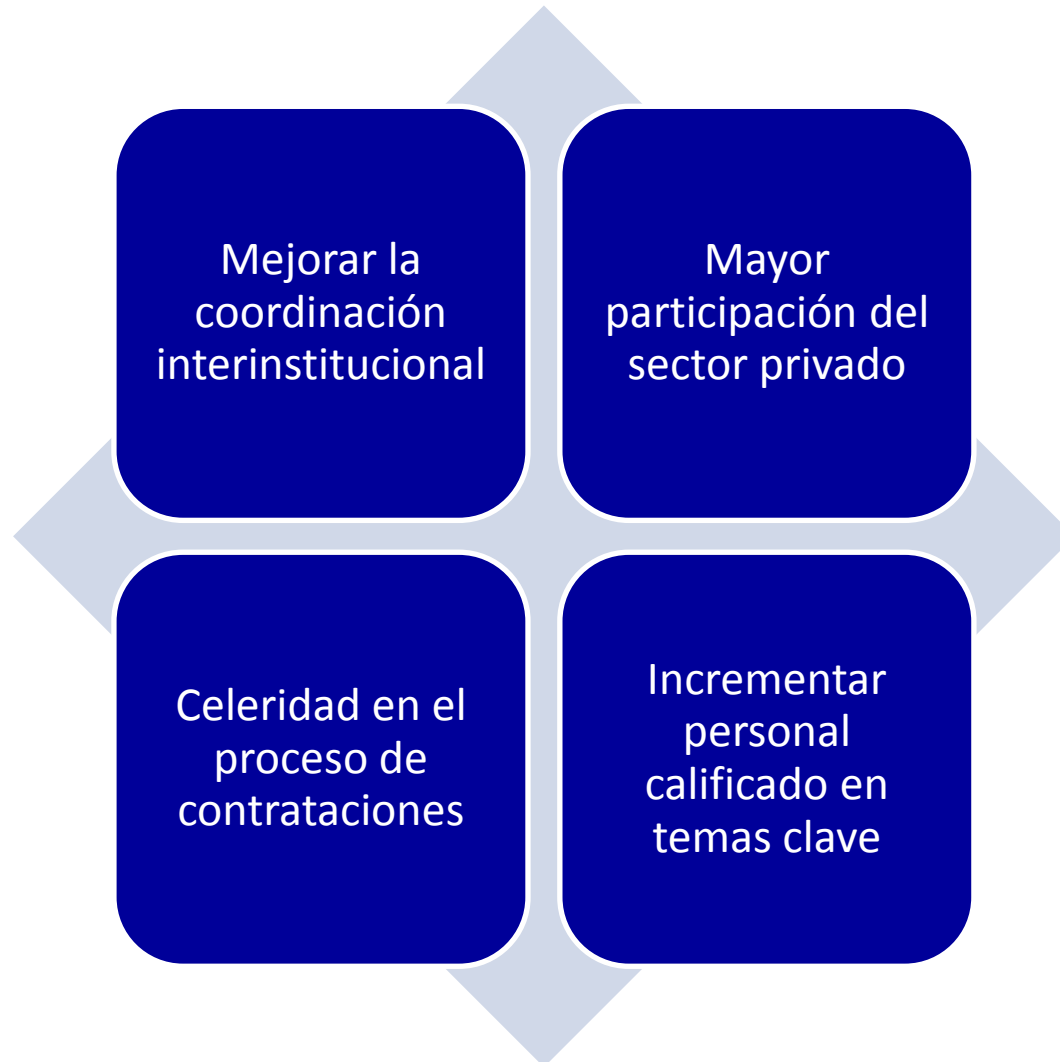 Mejorar la
coordinación
interinstitucional
Mayor
participación del
sector privado
Celeridad en el
proceso de
contrataciones
Incrementar
personal
calificado en
temas clave